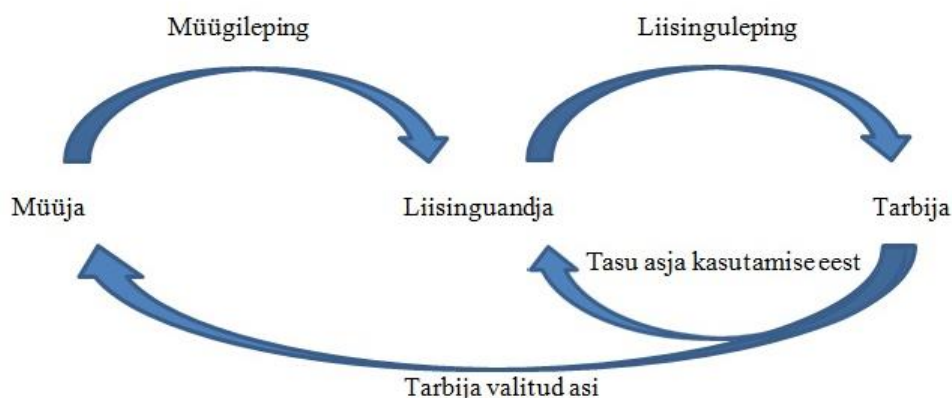 Müügileping
Liisinguleping
Müüja
Liisinguandja
Tarbija
Tasu asja kasutamise eest
Tarbija valitud asi